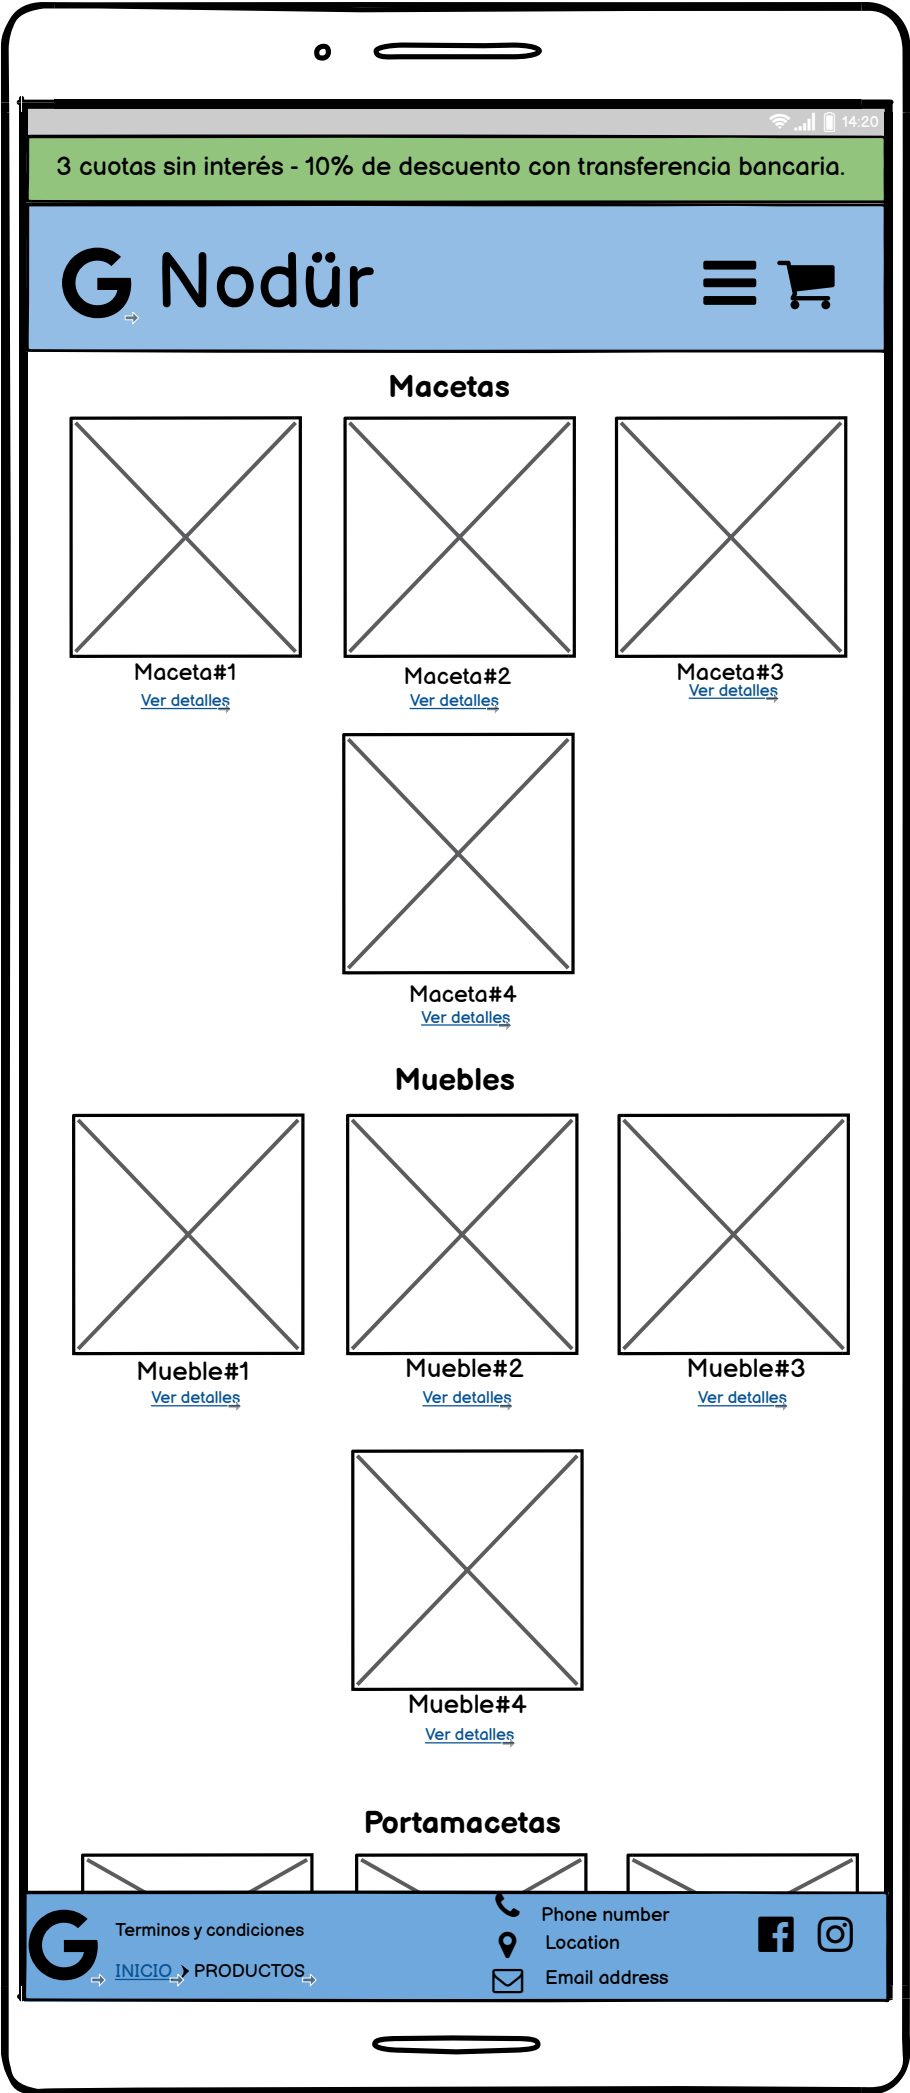 14:20
3 cuotas sin interés - 10% de descuento con transferencia bancaria.
G Nodür
Macetas
Maceta#1 Maceta#2 Maceta#3
Ver detalles Ver detalles Ver detalles
Maceta#4
Ver detalles
Muebles
Mueble#1 Mueble#2 Mueble#3
Ver detalles Ver detalles Ver detalles
Mueble#4
Ver detalles
Portamacetas
G
Terminos y condiciones
INICIO > PRODUCTOS
Phone number
Location
Email address